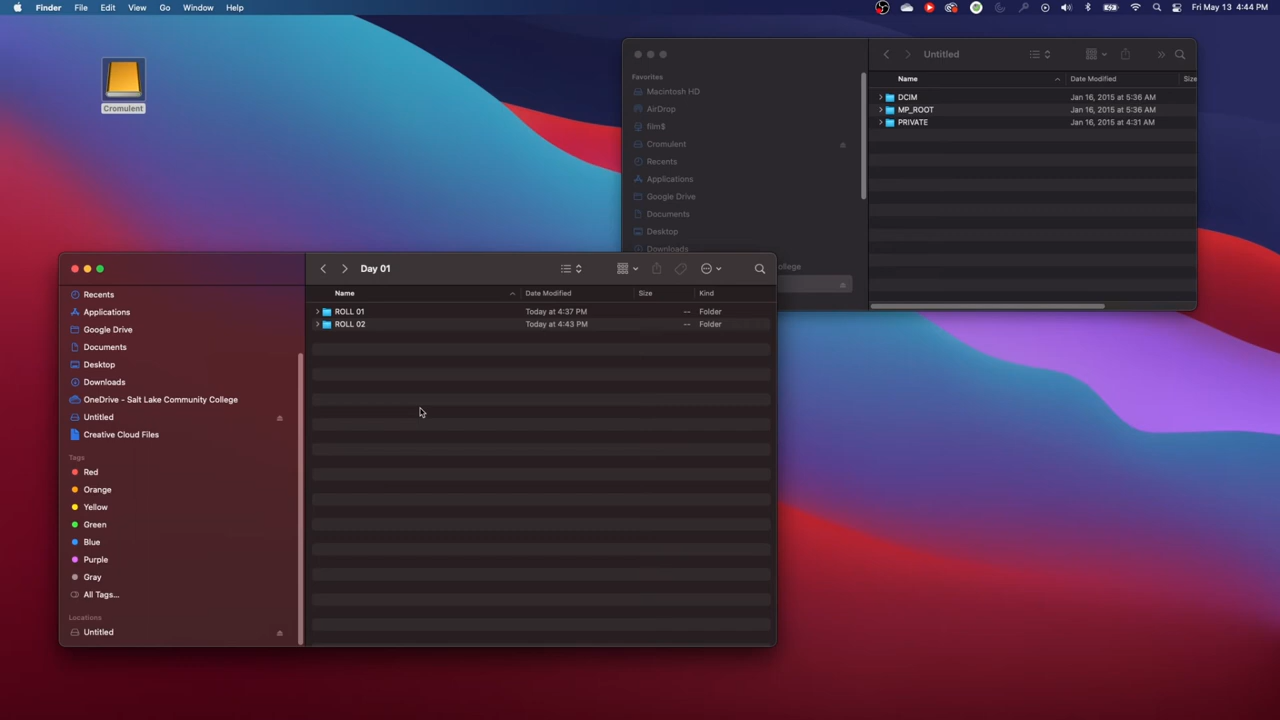 Finder File Edit View Go Window Help
Fri May 13 4:44 PM
Cromulent
Untitled
Favorites
Macintosh HD
AirDrop
film$
Cromulent
Recents
Applications
Google Drive
Documents
Desktop
Downloads
ollege
Name Date Modified Size
DCIM Jan 16, 2015 at 5:36 AM
MP_ROOT Jan 16, 2015 at 5:36 AM
PRIVATE Jan 16, 2015 at 4:31 AM
Day 01
Recents
Applications
Google Drive
Documents
Desktop
Downloads
OneDrive - Salt Lake Community College
Untitled
Creative Cloud Files
Tags
Red
Orange
Yellow
Green
Blue
Purple
Gray
All Tags...
Locations
Untitled
Name Date Modified Size Kind
ROLL 01 Today at 4:37 PM -- Folder
ROLL 02 Today at 4:43 PM -- Folder